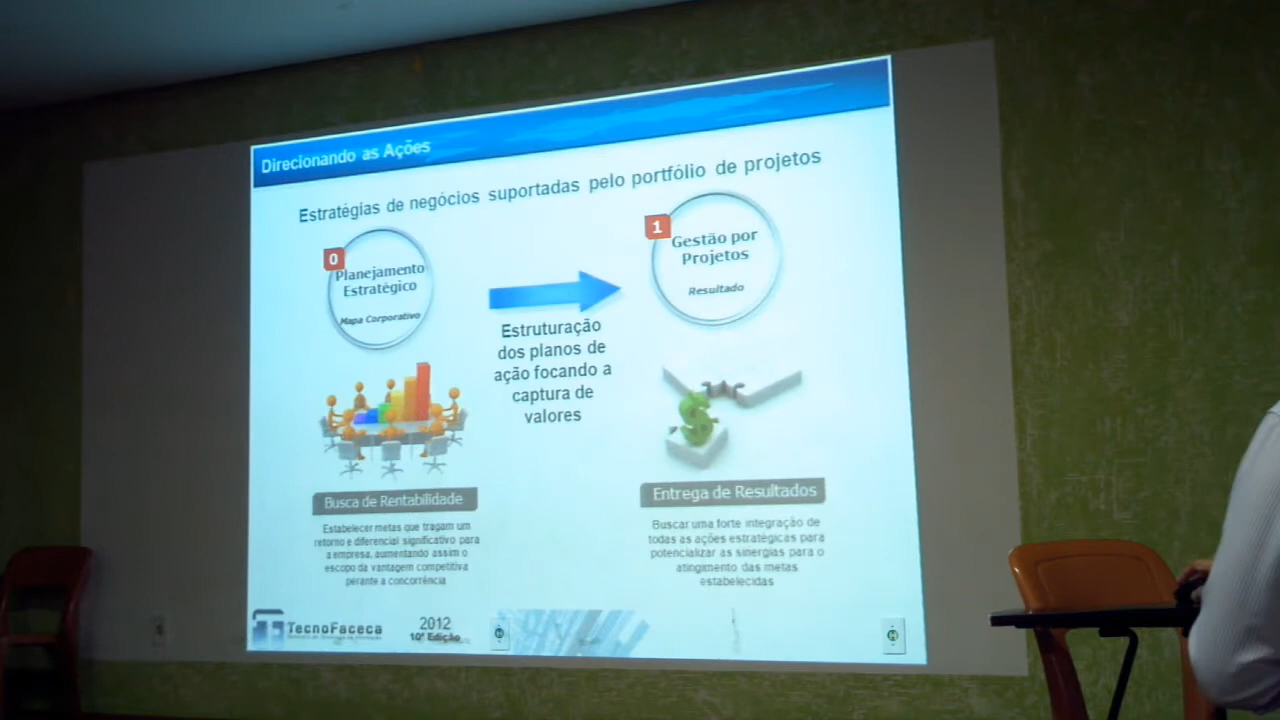 Direcionando as Ações
Estratégias de negócios suportadas pelo portfólio de projetos
0
Planejamento
Estratégico
Mapa Corporativo
Estruturação
dos planos de
ação focando a
captura de
valores
1
Gestão por
Projetos
Resultado
Busca de Rentabilidade
Estabelecer metas que tragam um
retorno e diferencial significativo para
a empresa, aumentando assim o
escopo da vantagem competitiva
perante a concorrência
Entrega de Resultados
Buscar uma forte integração de
todas as ações estratégicas para
potencializar as sinergias para o
atingimento das metas
estabelecidas
TecnoFaceca
2012
10ª Edição
H
H